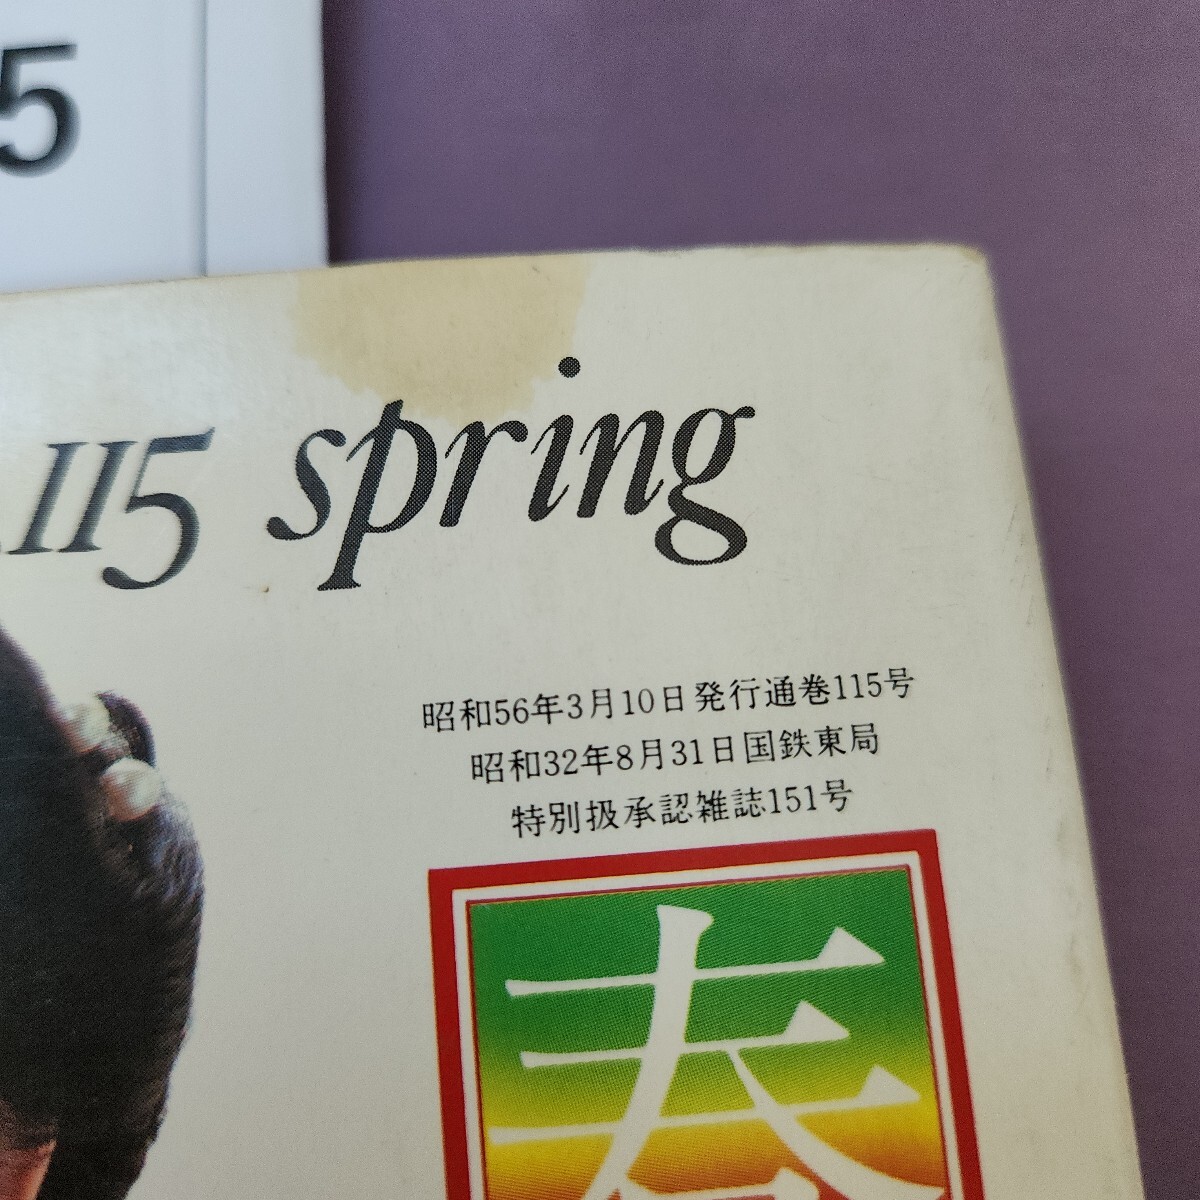 5
.115 spring
昭和56年3月10日発行通巻115号
昭和32年8月31日国鉄東局
特別扱承認雑誌151号
春